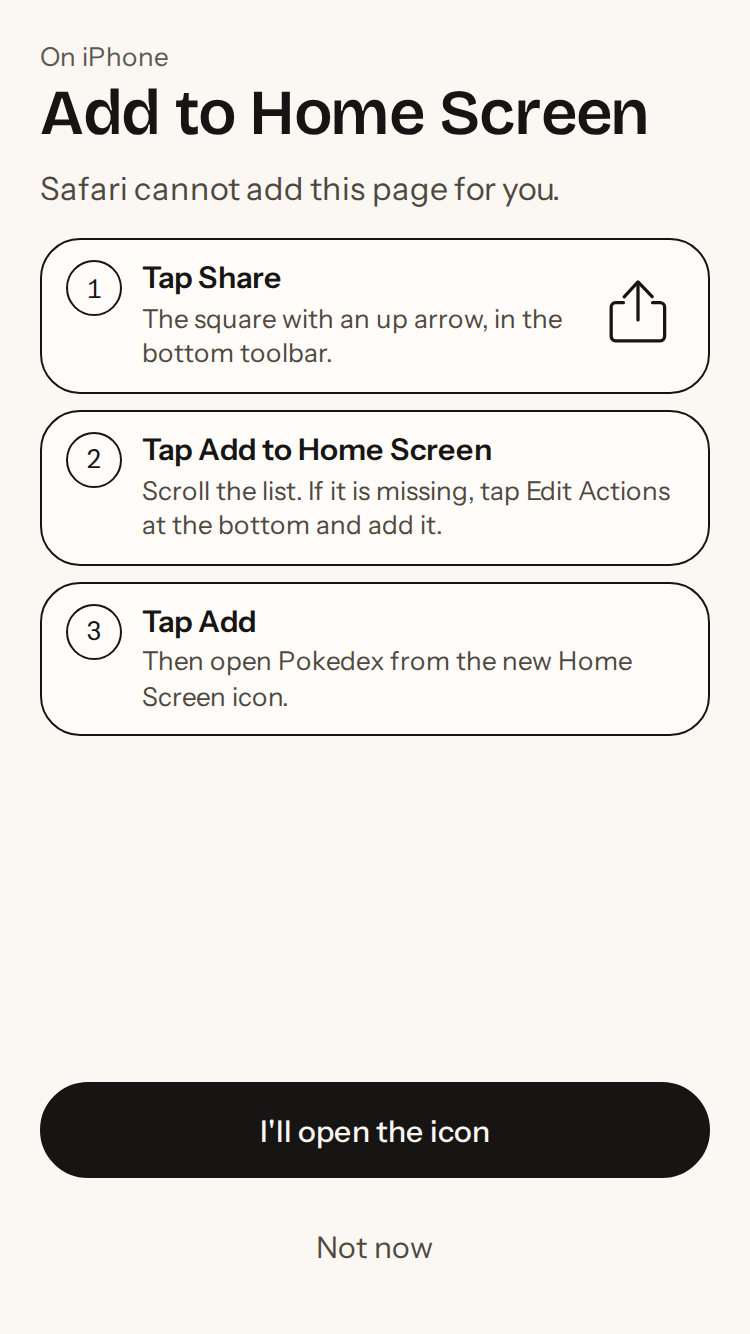 On iPhone
Add to Home Screen
Safari cannot add this page for you.
1
Tap Share
The square with an up arrow, in the
bottom toolbar.
2
Tap Add to Home Screen
Scroll the list. If it is missing, tap Edit Actions
at the bottom and add it.
3
Tap Add
Then open Pokedex from the new Home
Screen icon.
I'll open the icon
Not now